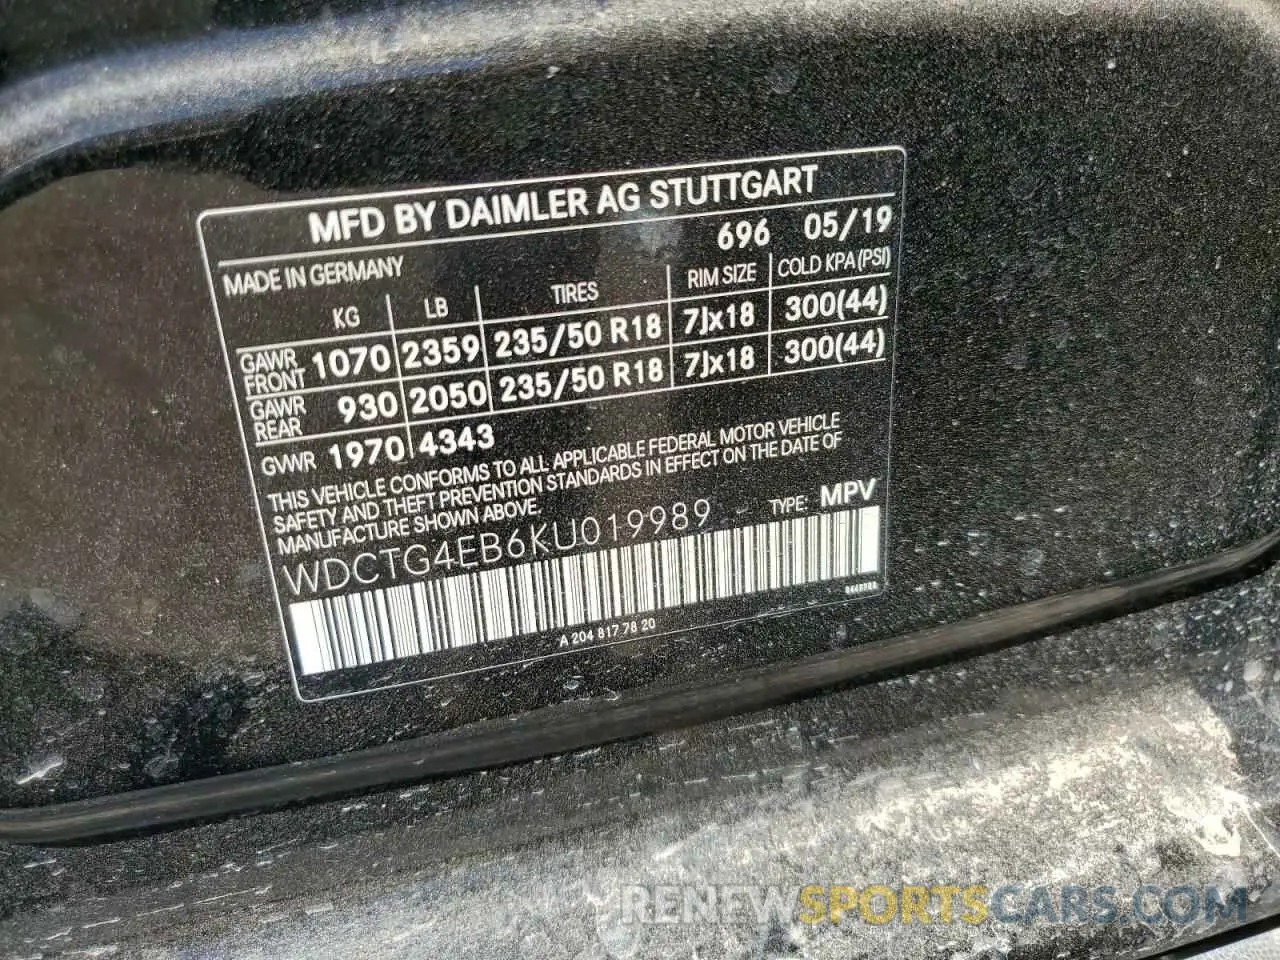 MFD BY DAIMLER AG STUTTGART
696 05/19
MADE IN GERMANY
KG LB TIRES RIM SIZE COLD KPA (PSI)
GAWR FRONT 1070 2359 235/50 R18 7Jx18 300(44)
GAWR REAR 930 2050 235/50 R18 7Jx18 300(44)
GVWR 1970 4343
THIS VEHICLE CONFORMS TO ALL APPLICABLE FEDERAL MOTOR VEHICLE
SAFETY AND THEFT PREVENTION STANDARDS IN EFFECT ON THE DATE OF
MANUFACTURE SHOWN ABOVE.
WDCTG4EB6KU019989 TYPE: MPV
A 204 817 78 20
RENEWSPORTSCARS.COM